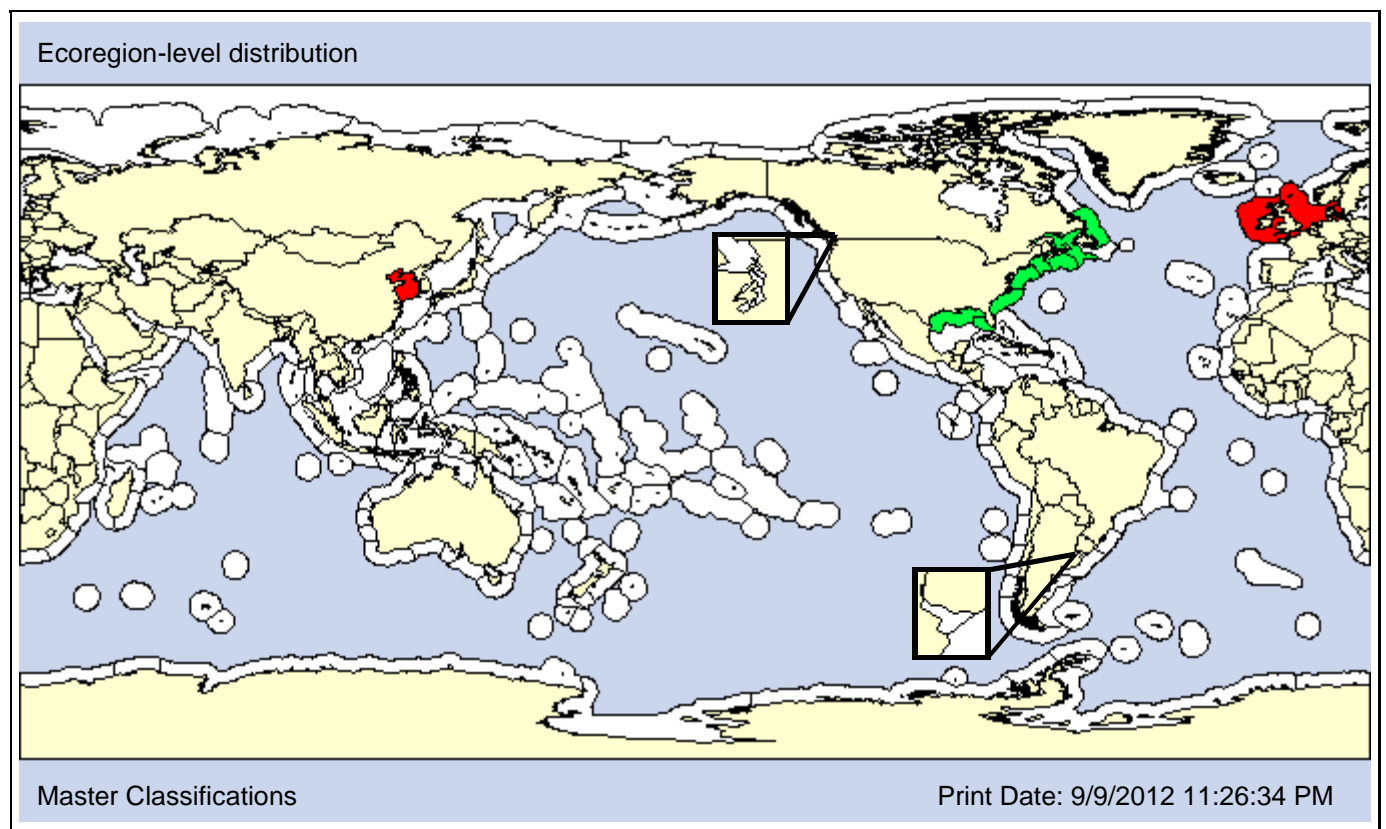 Ecoregion-level distribution
Master Classifications
Print Date: 9/9/2012 11:26:34 PM